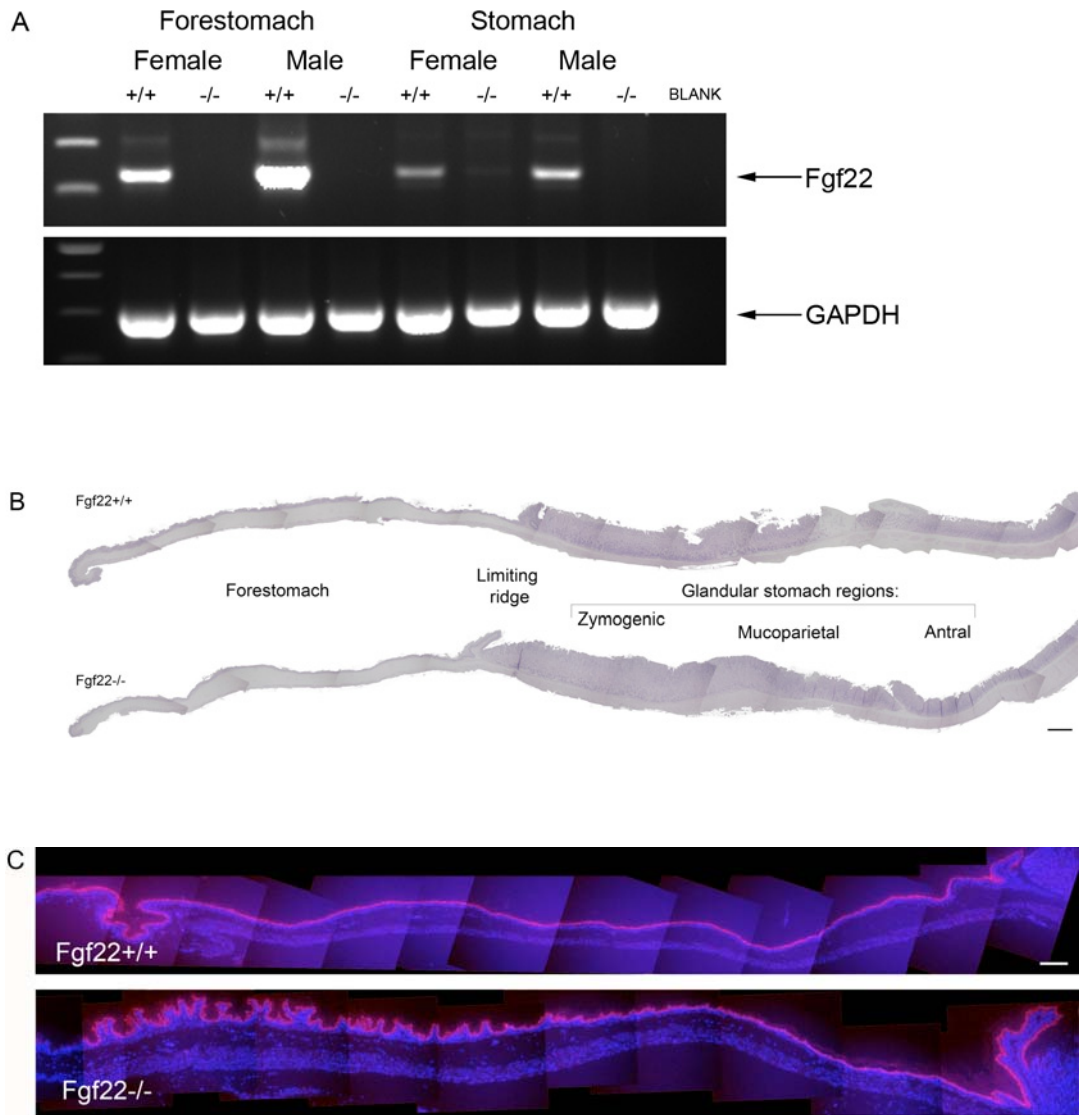 A
Forestomach Stomach
Female Male Female Male
+/+ -/- +/+ -/- +/+ -/- +/+ -/- BLANK
Fgf22
GAPDH
B
Fgf22+/+
Forestomach
Limiting
ridge
Glandular stomach regions:
Zymogenic
Mucoparietal
Antral
Fgf22-/-
C
Fgf22+/+
Fgf22-/-